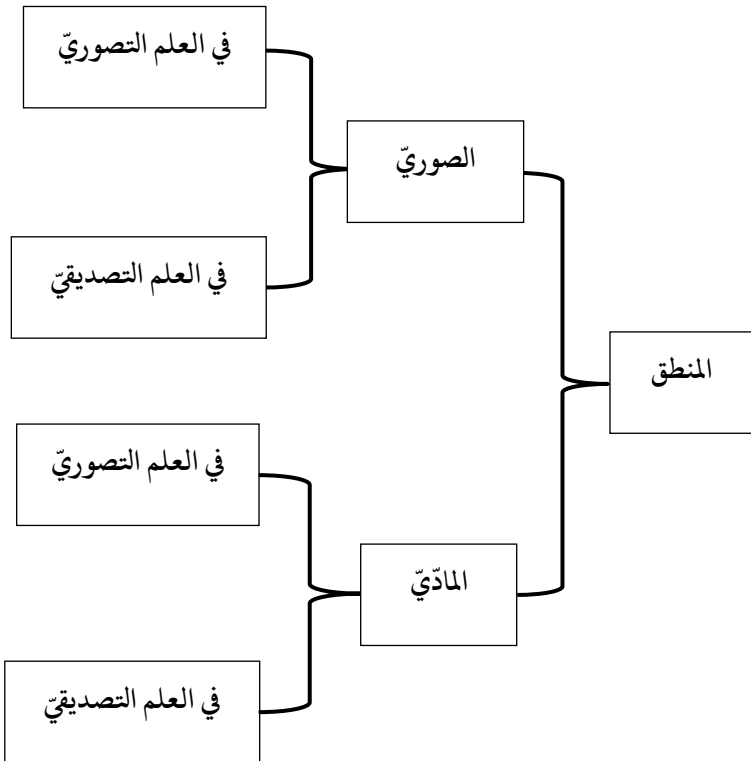 المنطق
الصوريّ
في العلم التصوريّ
في العلم التصديقيّ
المادّيّ
في العلم التصوريّ
في العلم التصديقيّ